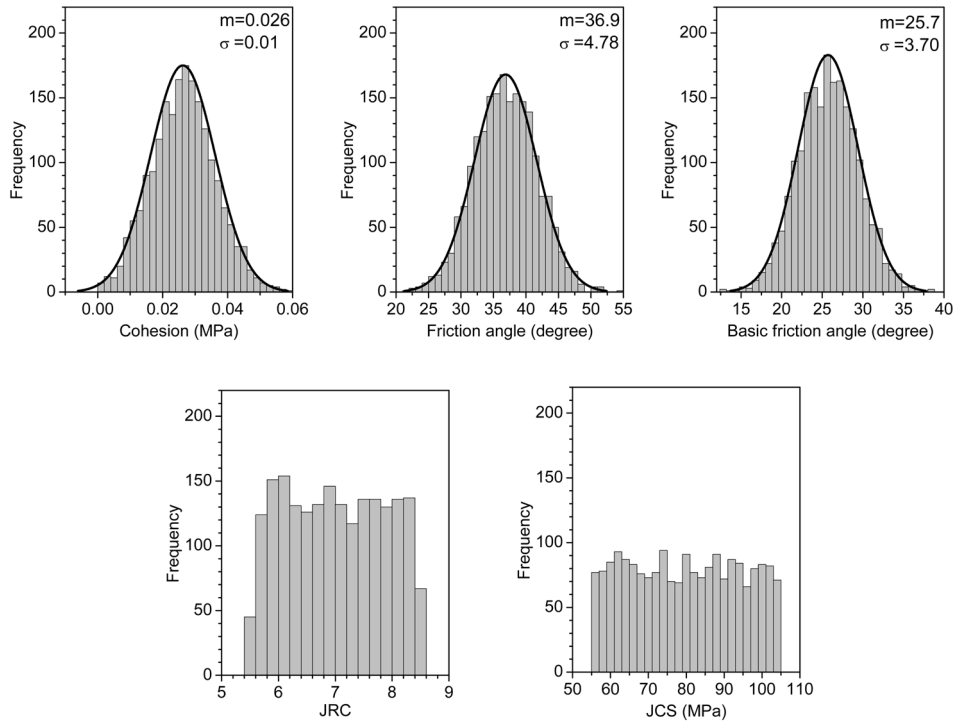 m=0.026
σ =0.01
200
150
100
50
0
Frequency
0.00 0.02 0.04 0.06
Cohesion (MPa)
m=36.9
σ =4.78
200
150
100
50
0
Frequency
20 25 30 35 40 45 50 55
Friction angle (degree)
m=25.7
σ =3.70
200
150
100
50
0
Frequency
15 20 25 30 35 40
Basic friction angle (degree)
200
150
100
50
0
Frequency
5 6 7 8 9
JRC
200
150
100
50
0
Frequency
50 60 70 80 90 100 110
JCS (MPa)